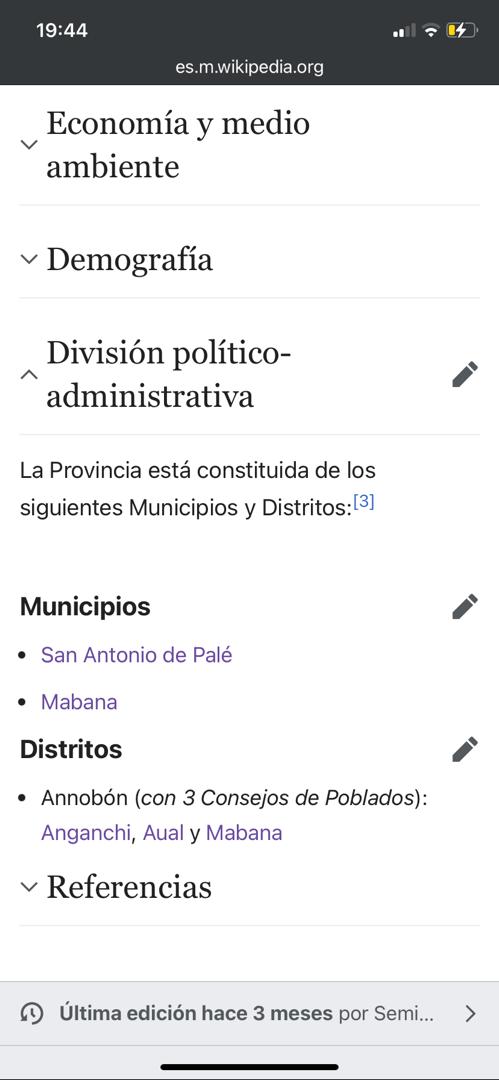 19:44
es.m.wikipedia.org
Economía y medio
ambiente
Demografía
División político-
administrativa
La Provincia está constituida de los
siguientes Municipios y Distritos:[3]
Municipios
• San Antonio de Palé
• Mabana
Distritos
• Annobón (con 3 Consejos de Poblados):
Anganchi, Aual y Mabana
Referencias
Última edición hace 3 meses por Semi...